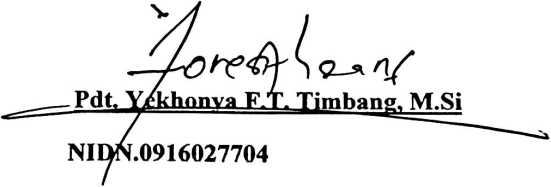 Pdt, Yekhonya F.T. Timbang, M.Si
NIDN.0916027704